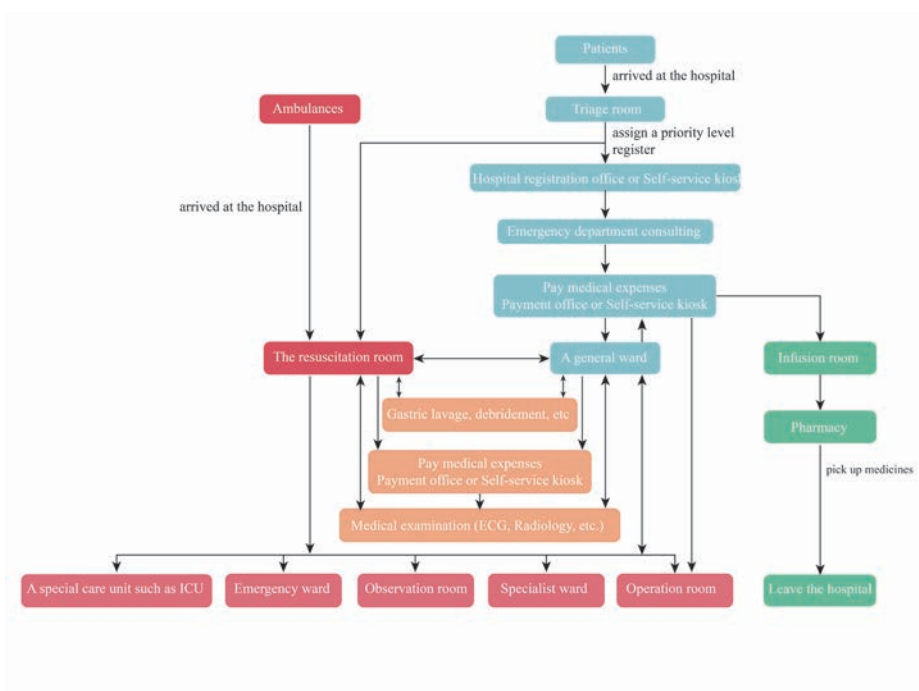 Patients
arrived at the hospital
Ambulances
Triage room
assign a priority level
register
Hospital registration office or Self-service kiosk
arrived at the hospital
Emergency department consulting
Pay medical expenses
Payment office or Self-service kiosk
The resuscitation room
A general ward
Infusion room
Gastric lavage, debridement, etc
Pharmacy
Pay medical expenses
Payment office or Self-service kiosk
pick up medicines
Medical examination (ECG, Radiology, etc.)
A special care unit such as ICU
Emergency ward
Observation room
Specialist ward
Operation room
Leave the hospital